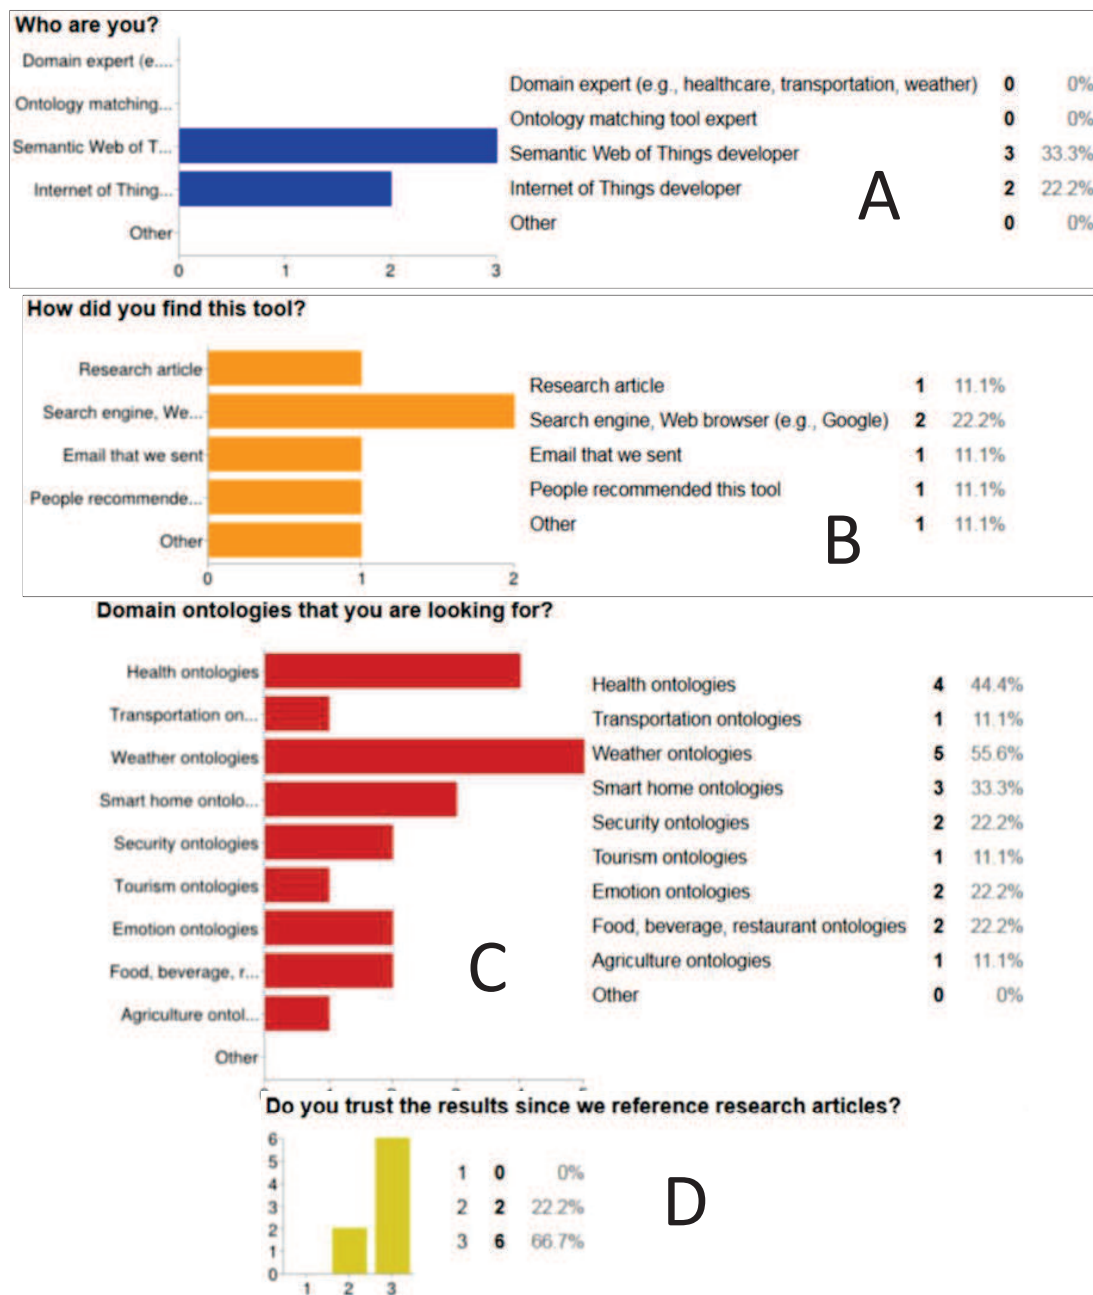 Who are you?
Domain expert (e....
Ontology matching...
Semantic Web of T...
Internet of Thing...
Other
0 1 2 3
Domain expert (e.g., healthcare, transportation, weather) 0 0%
Ontology matching tool expert 0 0%
Semantic Web of Things developer 3 33.3%
Internet of Things developer 2 22.2%
Other 0 0%
A
How did you find this tool?
Research article
Search engine, We...
Email that we sent
People recommende...
Other
0 1 2
Research article 1 11.1%
Search engine, Web browser (e.g., Google) 2 22.2%
Email that we sent 1 11.1%
People recommended this tool 1 11.1%
Other 1 11.1%
B
Domain ontologies that you are looking for?
Health ontologies
Transportation on...
Weather ontologies
Smart home ontolo...
Security ontologies
Tourism ontologies
Emotion ontologies
Food, beverage, r...
Agriculture ontol...
Other
Health ontologies 4 44.4%
Transportation ontologies 1 11.1%
Weather ontologies 5 55.6%
Smart home ontologies 3 33.3%
Security ontologies 2 22.2%
Tourism ontologies 1 11.1%
Emotion ontologies 2 22.2%
Food, beverage, restaurant ontologies 2 22.2%
Agriculture ontologies 1 11.1%
Other 0 0%
C
Do you trust the results since we reference research articles?
6
5
4
3
2
1
0
1 2 3
1 0 0%
2 2 22.2%
3 6 66.7%
D